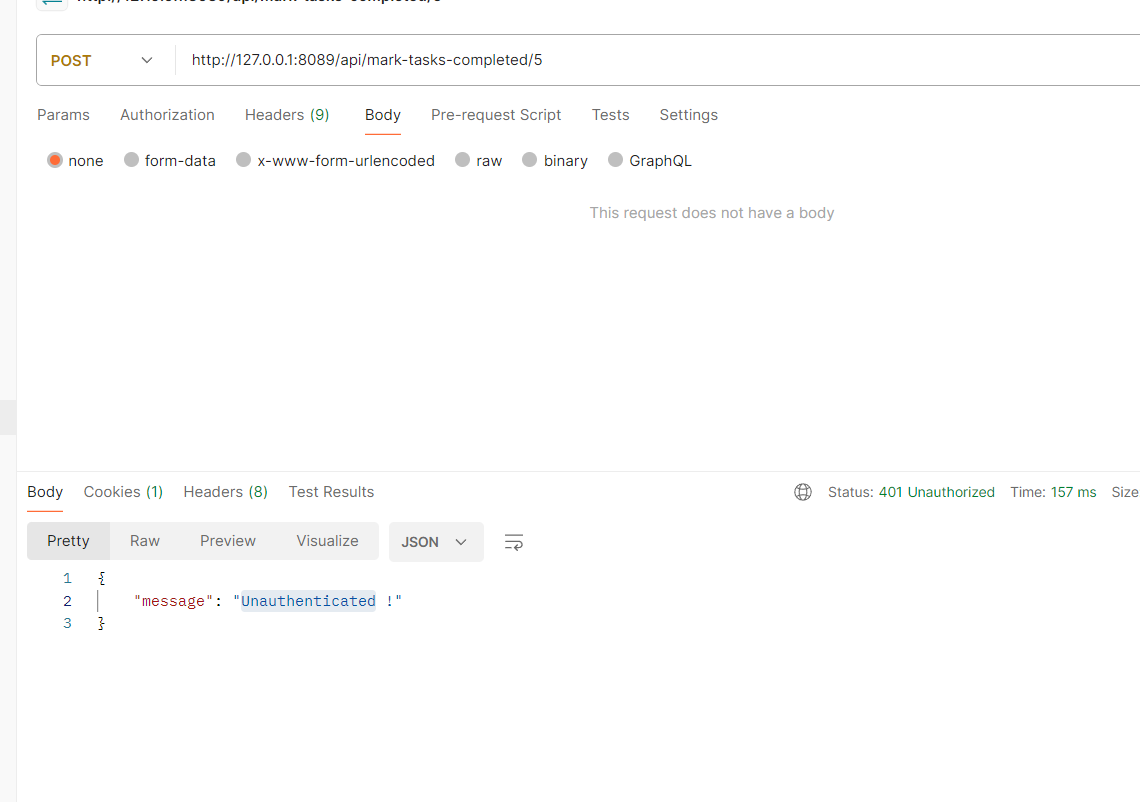 POST http://127.0.0.1:8089/api/mark-tasks-completed/5
Params Authorization Headers (9) Body Pre-request Script Tests Settings
none form-data x-www-form-urlencoded raw binary GraphQL
This request does not have a body
Body Cookies (1) Headers (8) Test Results Status: 401 Unauthorized Time: 157 ms Size
Pretty Raw Preview Visualize JSON
1 {
2 "message": "Unauthenticated !"
3 }